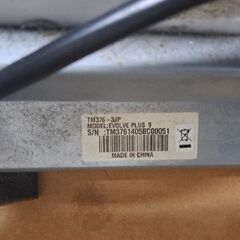 TM376-3JP
MODEL:EVOLVE PLUS 9
S/N :TM3761405BC00051
MADE IN CHINA